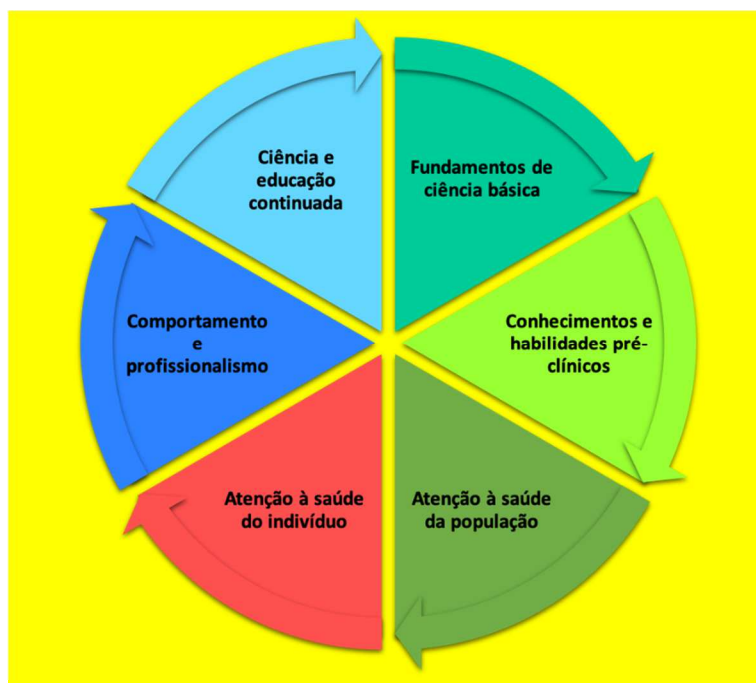 Ciência e
educação
continuada
Fundamentos de
ciência básica
Comportamento
e
profissionalismo
Conhecimentos e
habilidades pré-
clínicos
Atenção à saúde
do indivíduo
Atenção à saúde
da população